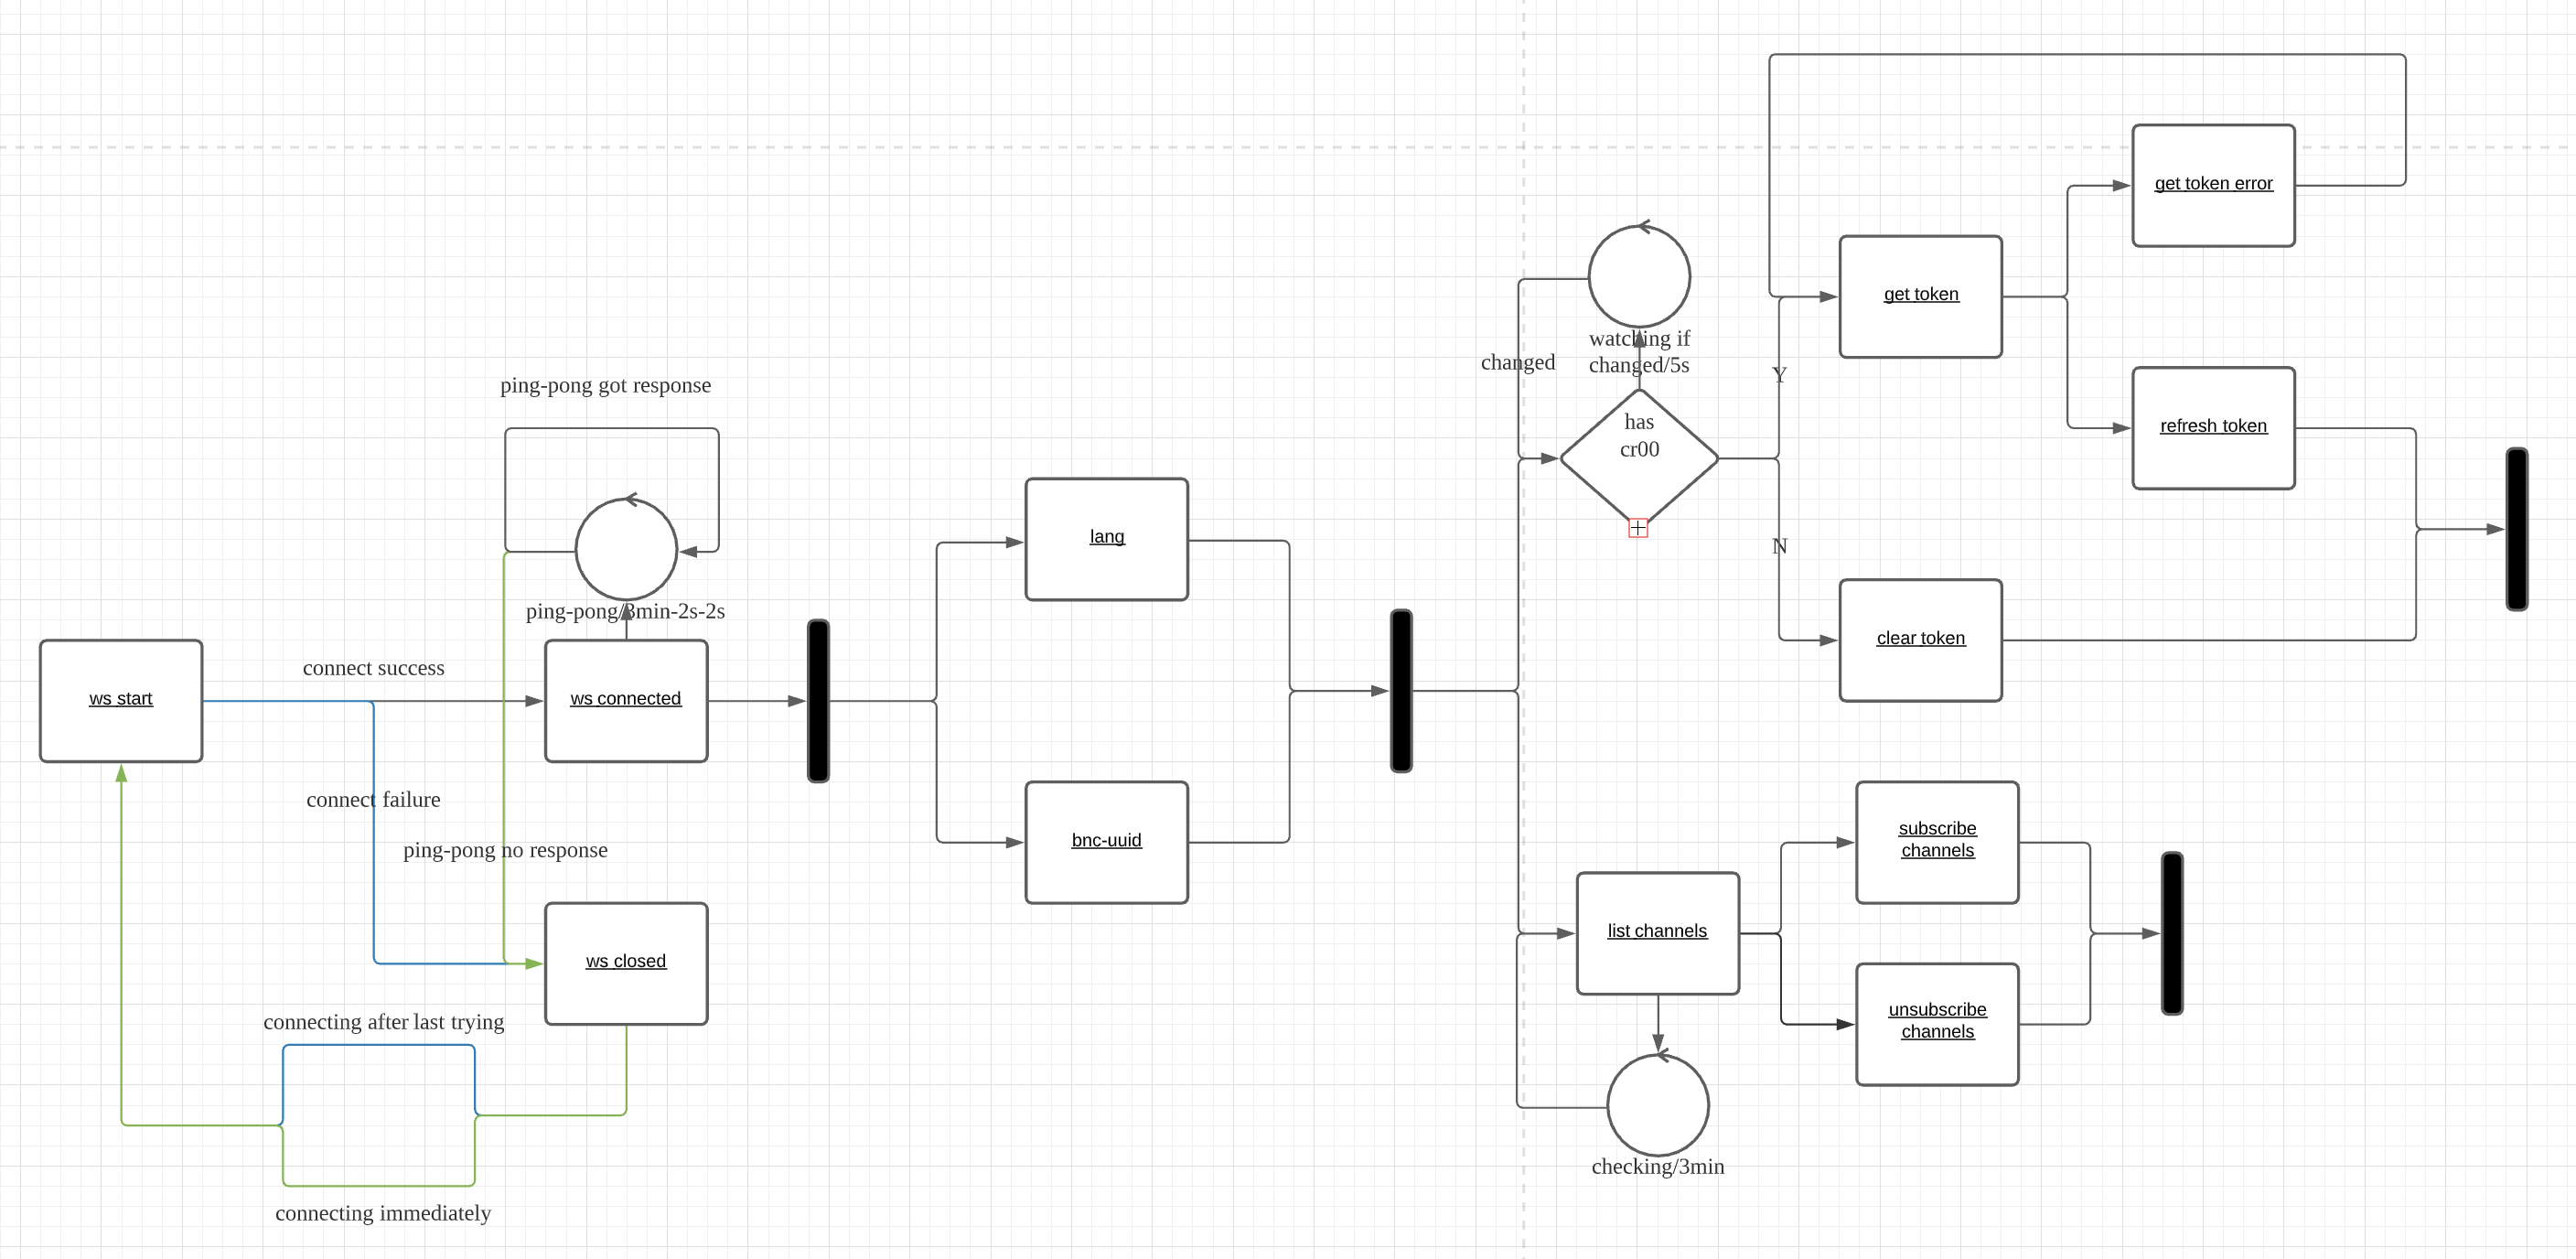 get token error
get token
watching if
changed/5s
changed
Y
ping-pong got response
has
cr00
refresh token
lang
N
ping-pong/3min-2s-2s
clear token
connect success
ws start
ws connected
connect failure
ping-pong no response
bnc-uuid
subscribe
channels
list channels
ws closed
unsubscribe
channels
connecting after last trying
checking/3min
connecting immediately